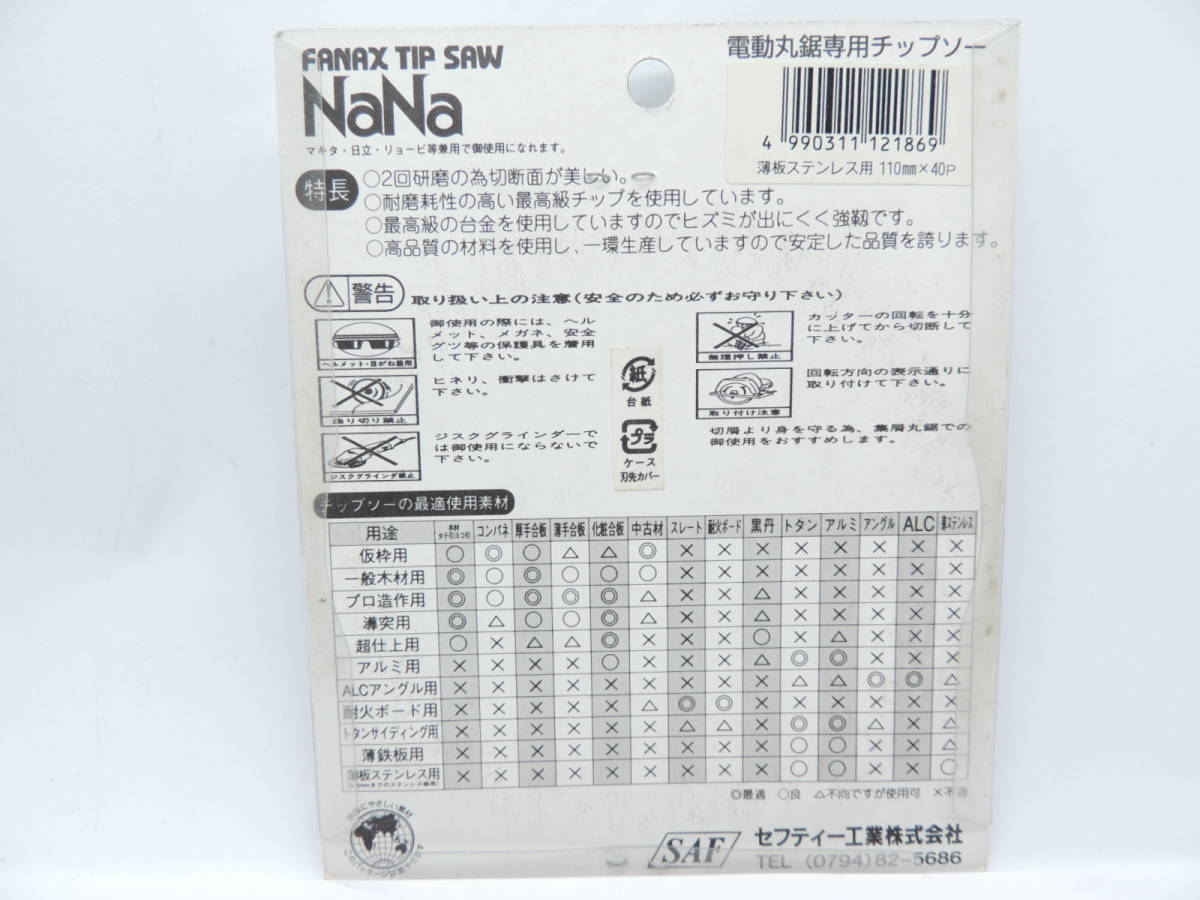 FANAX TIP SAW
NaNa
マキタ・日立・リョービ等兼用で御使用になれます。
電動丸鋸専用チップソー
4 990311 121869
薄板ステンレス用 110mm×40P
特長
○2回研磨の為切断面が美しい。
○耐磨耗性の高い最高級チップを使用しています。
○最高級の台金を使用していますのでヒズミが出にくく強靱です。
○高品質の材料を使用し、一環生産していますので安定した品質を誇ります。
警告 取り扱い上の注意(安全のため必ずお守り下さい)
ヘルメット・目がね着用
御使用の際には、ヘル
メット、メガネ、安全
グツ等の保護具を着用
して下さい。
曲り切り禁止
ヒネリ、衝撃はさけて
下さい。
ジスクグラインダ禁止
ジスクグラインダーで
は御使用にならないで
下さい。
紙
台紙
プラ
ケース
刃先カバー
無理押し禁止
カッターの回転を十分
に上げてから切断して
下さい。
取り付け注意
回転方向の表示通りに
取り付けて下さい。
切屑より身を守る為、集屑丸鋸での
御使用をおすすめします。
チップソーの最適使用素材
用途 木材タテ引ヨコ引 コンパネ 厚手合板 薄手合板 化粧合板 中古材 スレート 耐火ボード 黒丹 トタン アルミ アングル ALC 薄ステンレス
仮枠用 ○ ◎ ○ △ △ ◎ × × × × × × × ×
一般木材用 ◎ ○ ◎ ○ ○ ○ × × × × × × × ×
プロ造作用 ◎ ○ ◎ ◎ ◎ △ × × △ × × × × ×
導突用 ◎ △ ○ ○ ◎ △ × × △ × × × × ×
超仕上用 ○ × △ △ ◎ × × × ○ × △ × × ×
アルミ用 × × × × ○ × × × △ ◎ ◎ × × ×
ALCアングル用 × × × × × × × × × △ △ ◎ ◎ △
耐火ボード用 × × × × × △ ◎ ◎ × × × × × ×
トタンサイディング用 × × × × × × △ △ × ◎ ◎ △ × △
薄鉄板用 × × × × × × × × × ○ ○ × × △
薄板ステンレス用 × × × × × × × × × ○ ○ × × ○
◎最適 ○良 △不向ですが使用可 ×不適
SAF
セフティー工業株式会社
TEL (0794)82-5686